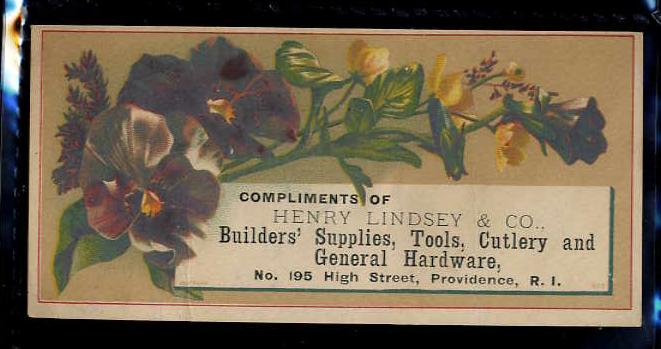 COMPLIMENTS OF
HENRY LINDSEY & CO.,
Builders' Supplies, Tools, Cutlery and
General Hardware,
No. 195 High Street, Providence, R. I.